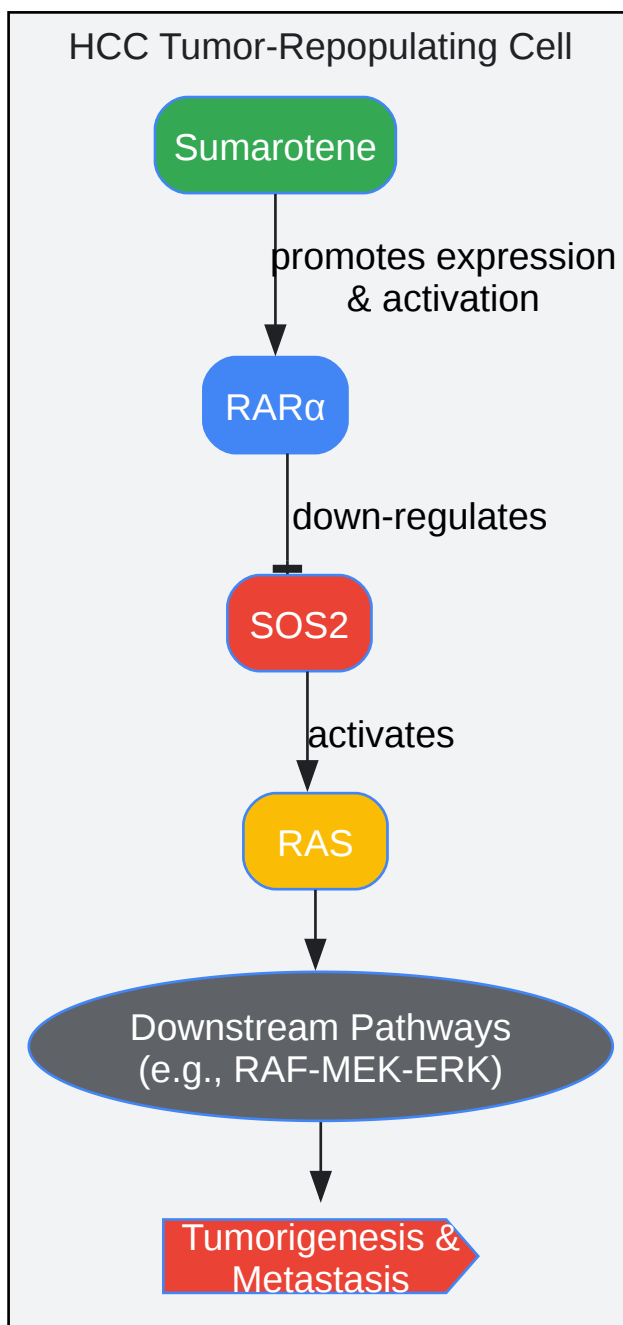 HCC Tumor-Repopulating Cell
Sumarotene
promotes expression
& activation
RARα
down-regulates
SOS2
activates
RAS
Downstream Pathways
(e.g., RAF-MEK-ERK)
Tumorigenesis &
Metastasis